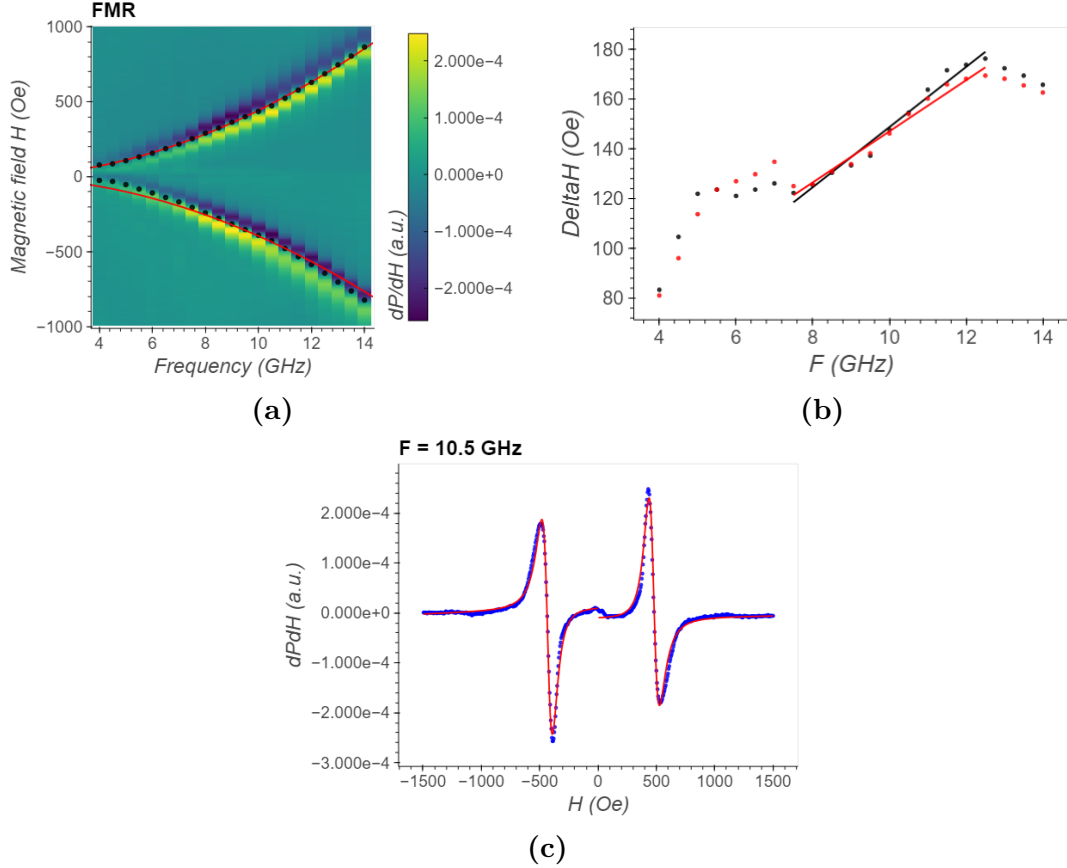 FMR
1000
500
0
−500
−1000
Magnetic field H (Oe)
4 6 8 10 12 14
Frequency (GHz)
2.000e−4
1.000e−4
0.000e+0
−1.000e−4
−2.000e−4
dP/dH (a.u.)
(a)
180
160
140
120
100
80
DeltaH (Oe)
4 6 8 10 12 14
F (GHz)
(b)
F = 10.5 GHz
2.000e−4
1.000e−4
0.000e+0
−1.000e−4
−2.000e−4
−3.000e−4
dPdH (a.u.)
−1500 −1000 −500 0 500 1000 1500
H (Oe)
(c)